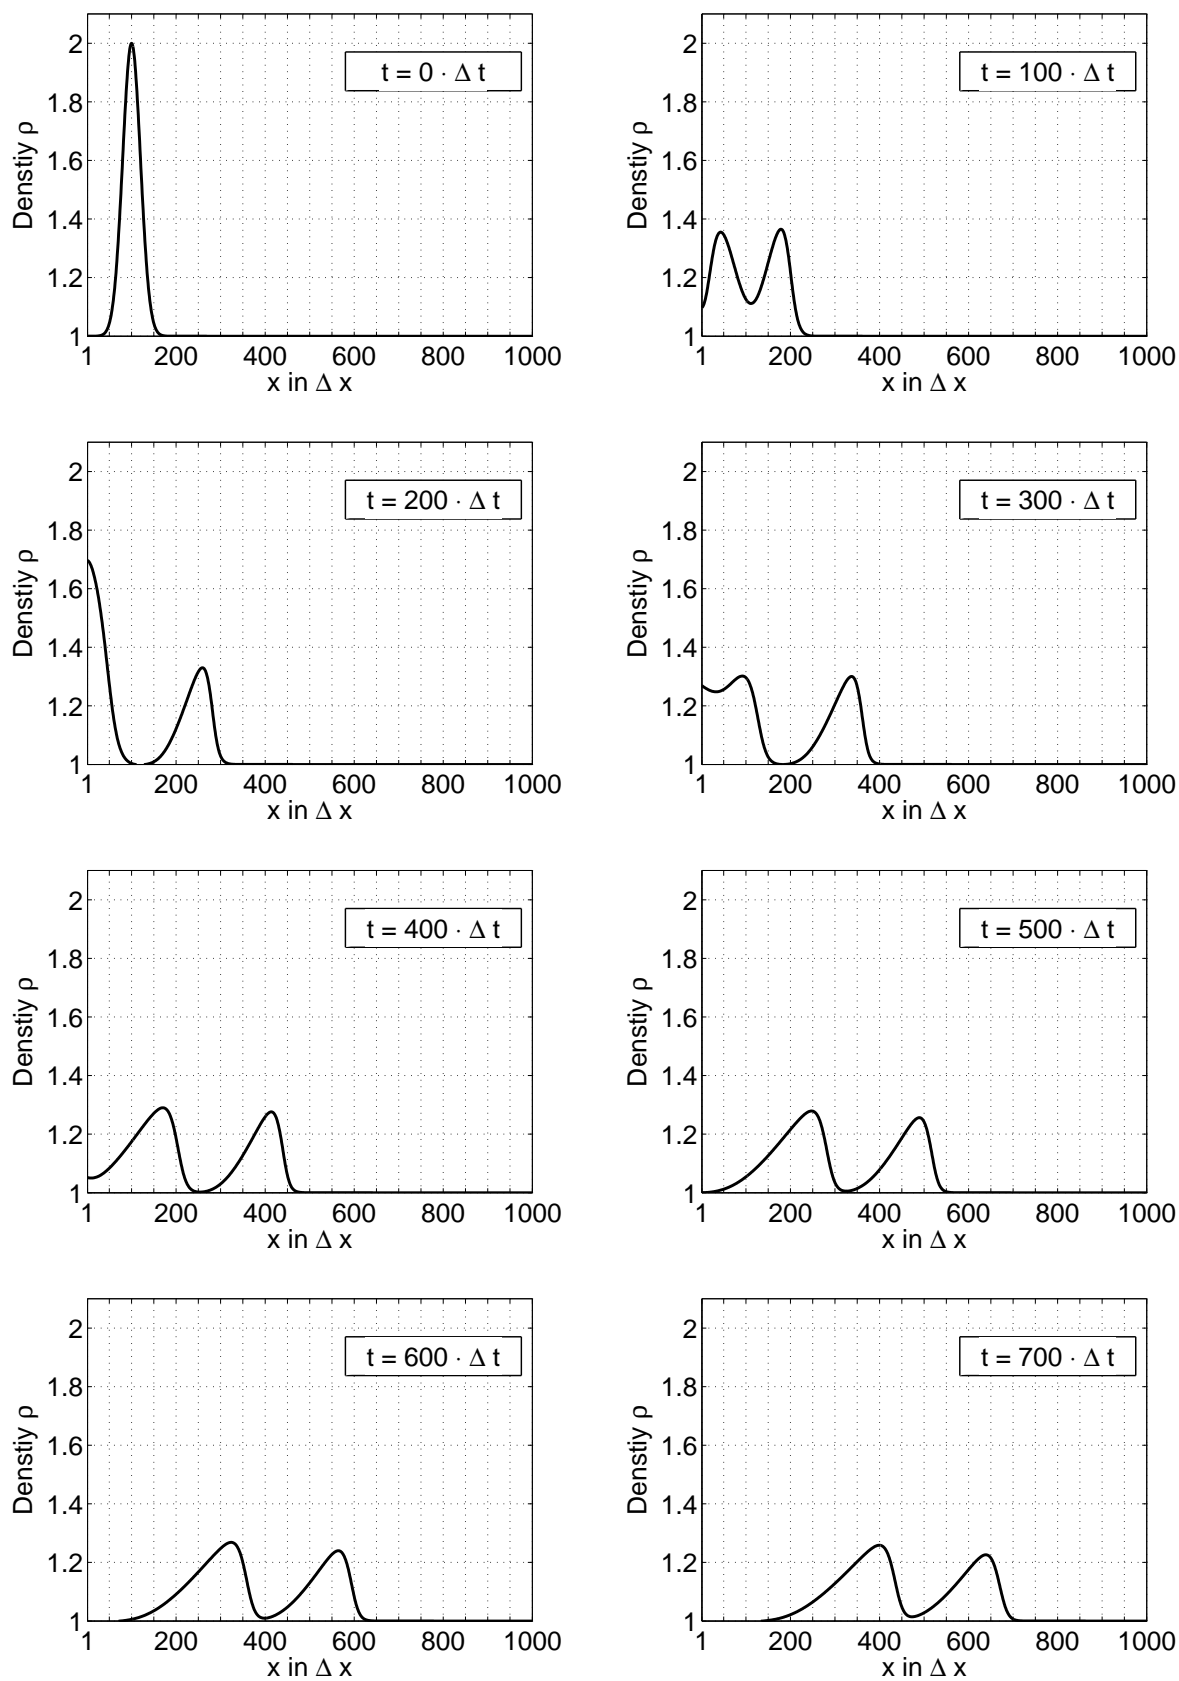 t = 0 · Δ t
Denstiy ρ
2
1.8
1.6
1.4
1.2
1
1 200 400 600 800 1000
x in Δ x
t = 100 · Δ t
Denstiy ρ
2
1.8
1.6
1.4
1.2
1
1 200 400 600 800 1000
x in Δ x
t = 200 · Δ t
Denstiy ρ
2
1.8
1.6
1.4
1.2
1
1 200 400 600 800 1000
x in Δ x
t = 300 · Δ t
Denstiy ρ
2
1.8
1.6
1.4
1.2
1
1 200 400 600 800 1000
x in Δ x
t = 400 · Δ t
Denstiy ρ
2
1.8
1.6
1.4
1.2
1
1 200 400 600 800 1000
x in Δ x
t = 500 · Δ t
Denstiy ρ
2
1.8
1.6
1.4
1.2
1
1 200 400 600 800 1000
x in Δ x
t = 600 · Δ t
Denstiy ρ
2
1.8
1.6
1.4
1.2
1
1 200 400 600 800 1000
x in Δ x
t = 700 · Δ t
Denstiy ρ
2
1.8
1.6
1.4
1.2
1
1 200 400 600 800 1000
x in Δ x